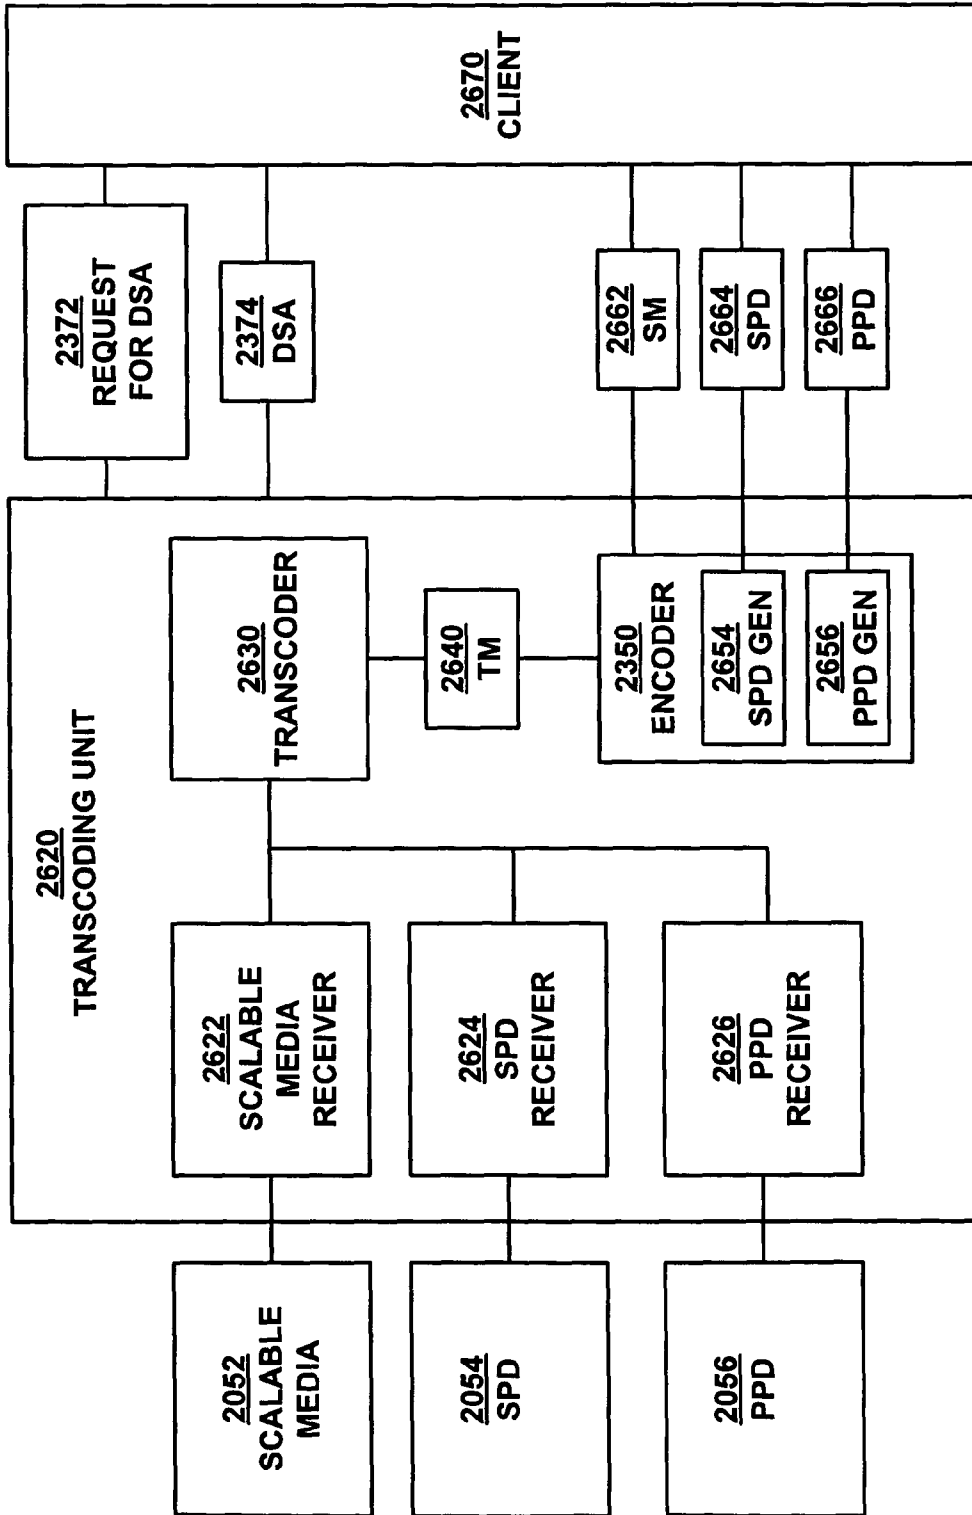 2620
TRANSCODING UNIT
2052
SCALABLE
MEDIA
2622
SCALABLE
MEDIA
RECEIVER
2630
TRANSCODER
2372
REQUEST
FOR DSA
2374
DSA
2670
CLIENT
2054
SPD
2624
SPD
RECEIVER
2640
TM
2056
PPD
2626
PPD
RECEIVER
2350
ENCODER
2654
SPD GEN
2656
PPD GEN
2662
SM
2664
SPD
2666
PPD